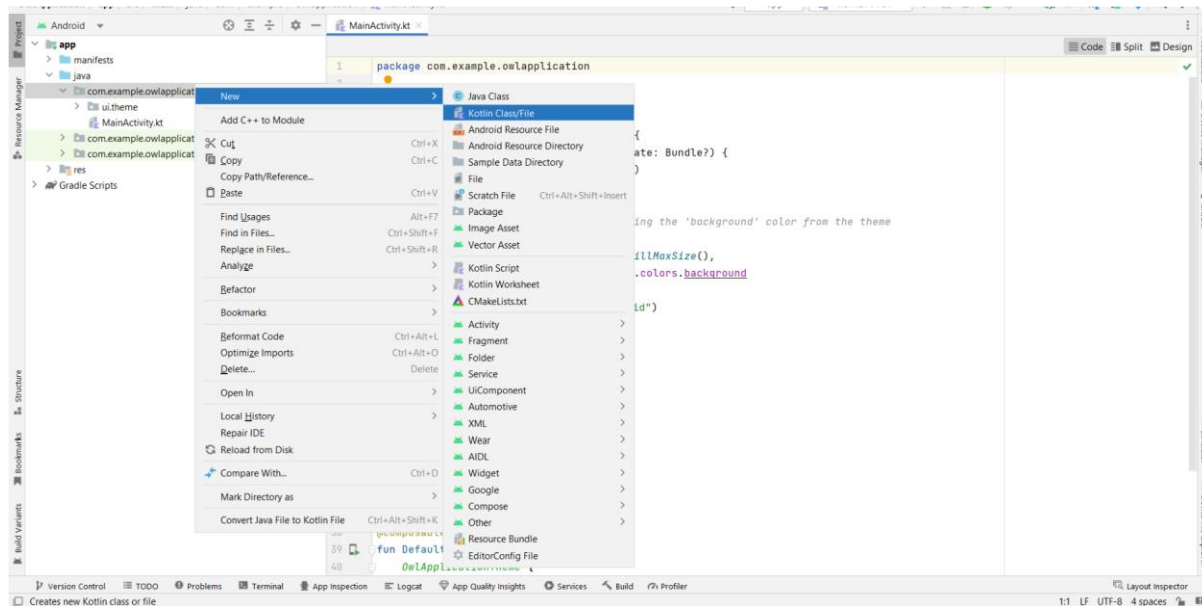 Android
MainActivity.kt
app
Code Split Design
manifests
java
1 package com.example.owlapplication
com.example.owlapplicat
ui.theme
MainActivity.kt
com.example.owlapplicat
com.example.owlapplicat
res
Gradle Scripts
New
Add C++ to Module
Cut Ctrl+X
Copy Ctrl+C
Copy Path/Reference...
Paste Ctrl+V
Find Usages Alt+F7
Find in Files... Ctrl+Shift+F
Replace in Files... Ctrl+Shift+R
Analyze
Refactor
Bookmarks
Reformat Code Ctrl+Alt+L
Optimize Imports Ctrl+Alt+O
Delete... Delete
Open In
Local History
Repair IDE
Reload from Disk
Compare With... Ctrl+D
Mark Directory as
Convert Java File to Kotlin File Ctrl+Alt+Shift+K
Java Class
Kotlin Class/File
Android Resource File
Android Resource Directory
Sample Data Directory
File
Scratch File Ctrl+Alt+Shift+Insert
Package
Image Asset
Vector Asset
Kotlin Script
Kotlin Worksheet
CMakeLists.txt
Activity
Fragment
Folder
Service
UiComponent
Automotive
XML
Wear
AIDL
Widget
Google
Compose
Other
Resource Bundle
EditorConfig File
{
ate: Bundle?) {
)
ing the 'background' color from the theme
illMaxSize(),
.colors.background
id")
39 fun Default
40 OwlApplicationTheme {
Project
Resource Manager
Structure
Bookmarks
Build Variants
Version Control TODO Problems Terminal App Inspection Logcat App Quality Insights Services Build Profiler Layout Inspector
Creates new Kotlin class or file 1:1 LF UTF-8 4 spaces